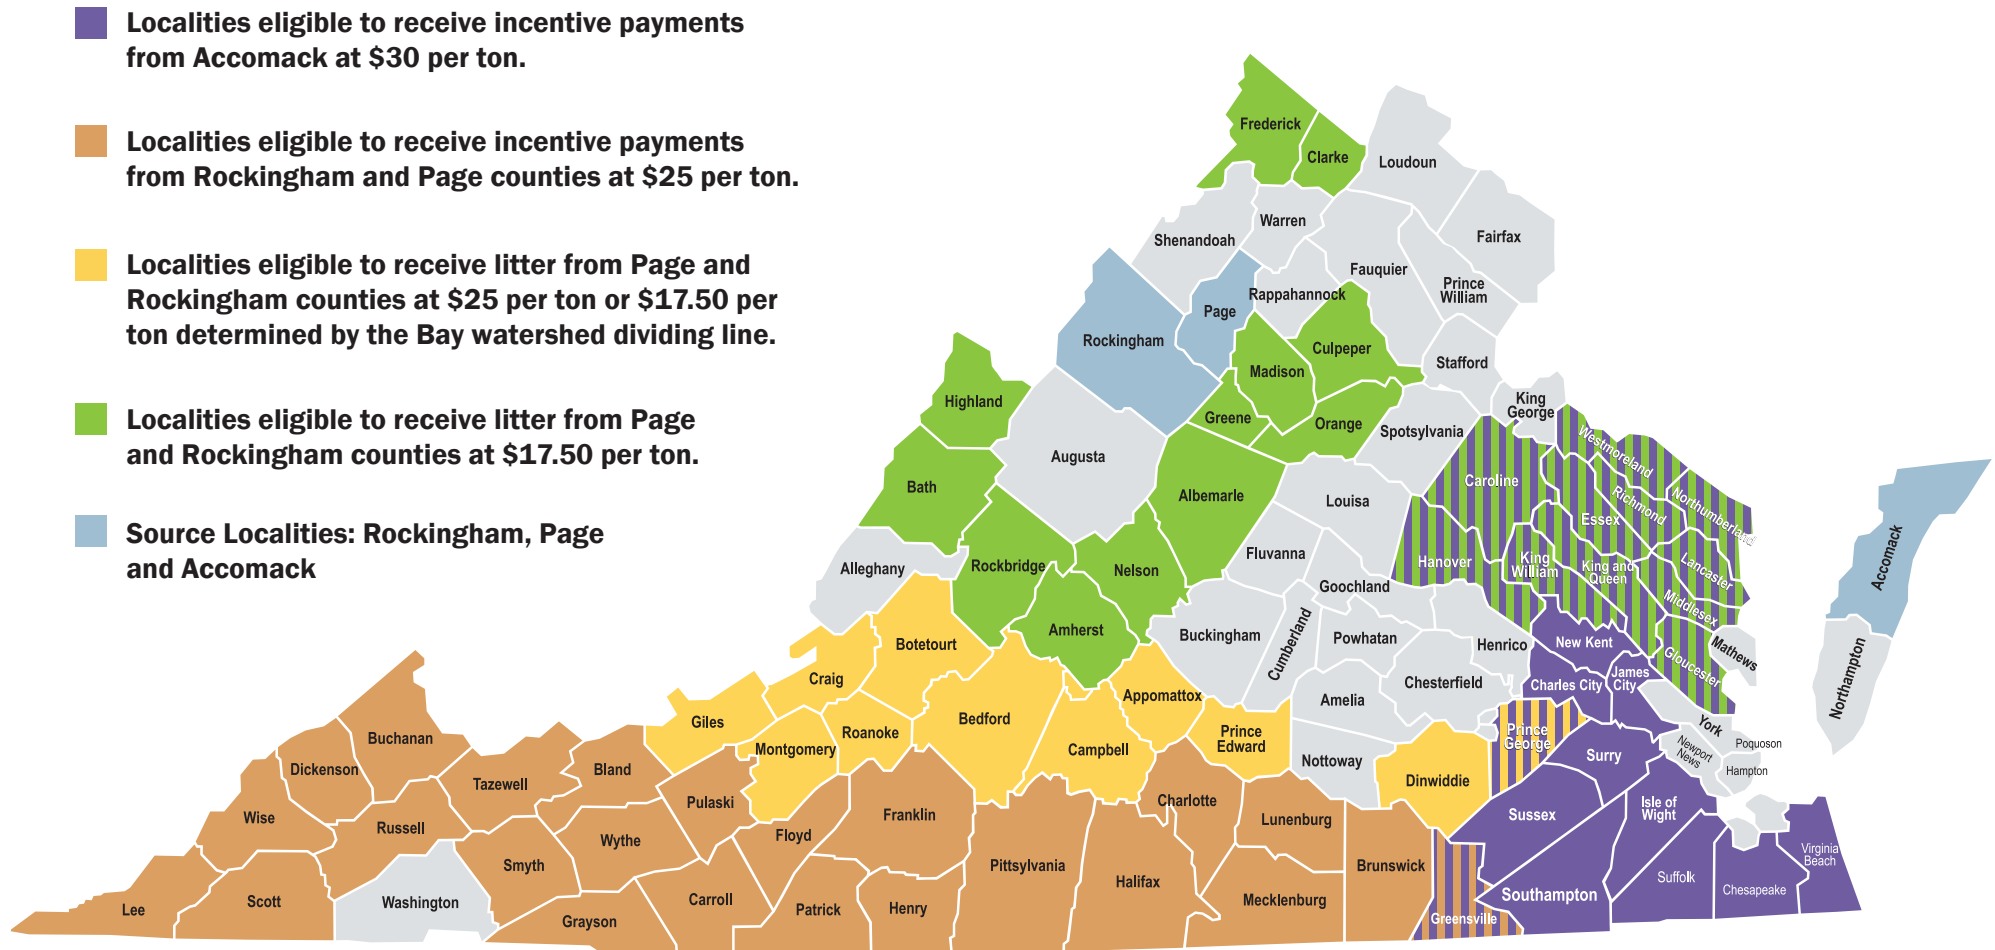 Localities eligible to receive incentive payments
from Accomack at $30 per ton.
Localities eligible to receive incentive payments
from Rockingham and Page counties at $25 per ton.
Localities eligible to receive litter from Page and
Rockingham counties at $25 per ton or $17.50 per
ton determined by the Bay watershed dividing line.
Localities eligible to receive litter from Page
and Rockingham counties at $17.50 per ton.
Source Localities: Rockingham, Page
and Accomack
Frederick
Clarke
Loudoun
Warren
Shenandoah
Fairfax
Fauquier
Prince
William
Rappahannock
Page
Rockingham
Culpeper
Madison
Stafford
Highland
Greene
Orange
King
George
Spotsylvania
Westmoreland
Augusta
Bath
Albemarle
Louisa
Caroline
Richmond
Northumberland
Essex
Accomack
Alleghany
Rockbridge
Nelson
Fluvanna
Goochland
Hanover
King
William
King and
Queen
Lancaster
Middlesex
Amherst
Buckingham
Cumberland
Powhatan
Henrico
New Kent
Mathews
Gloucester
Northampton
Botetourt
Craig
Appomattox
Amelia
Chesterfield
Charles City
James
City
York
Poquoson
Newport
News
Hampton
Giles
Montgomery
Roanoke
Bedford
Campbell
Prince
Edward
Nottoway
Dinwiddie
Prince
George
Surry
Buchanan
Dickenson
Tazewell
Bland
Pulaski
Wise
Russell
Wythe
Smyth
Floyd
Franklin
Charlotte
Lunenburg
Sussex
Isle of
Wight
Virginia
Beach
Lee
Scott
Washington
Grayson
Carroll
Patrick
Henry
Pittsylvania
Halifax
Mecklenburg
Brunswick
Greensville
Southampton
Suffolk
Chesapeake